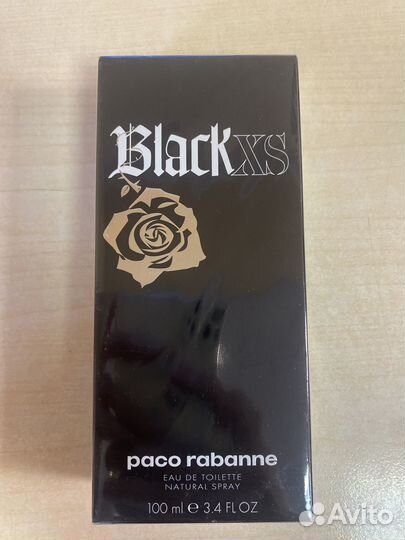 Black XS
paco rabanne
EAU DE TOILETTE
NATURAL SPRAY
100 ml ℮ 3.4 FL OZ
Avito